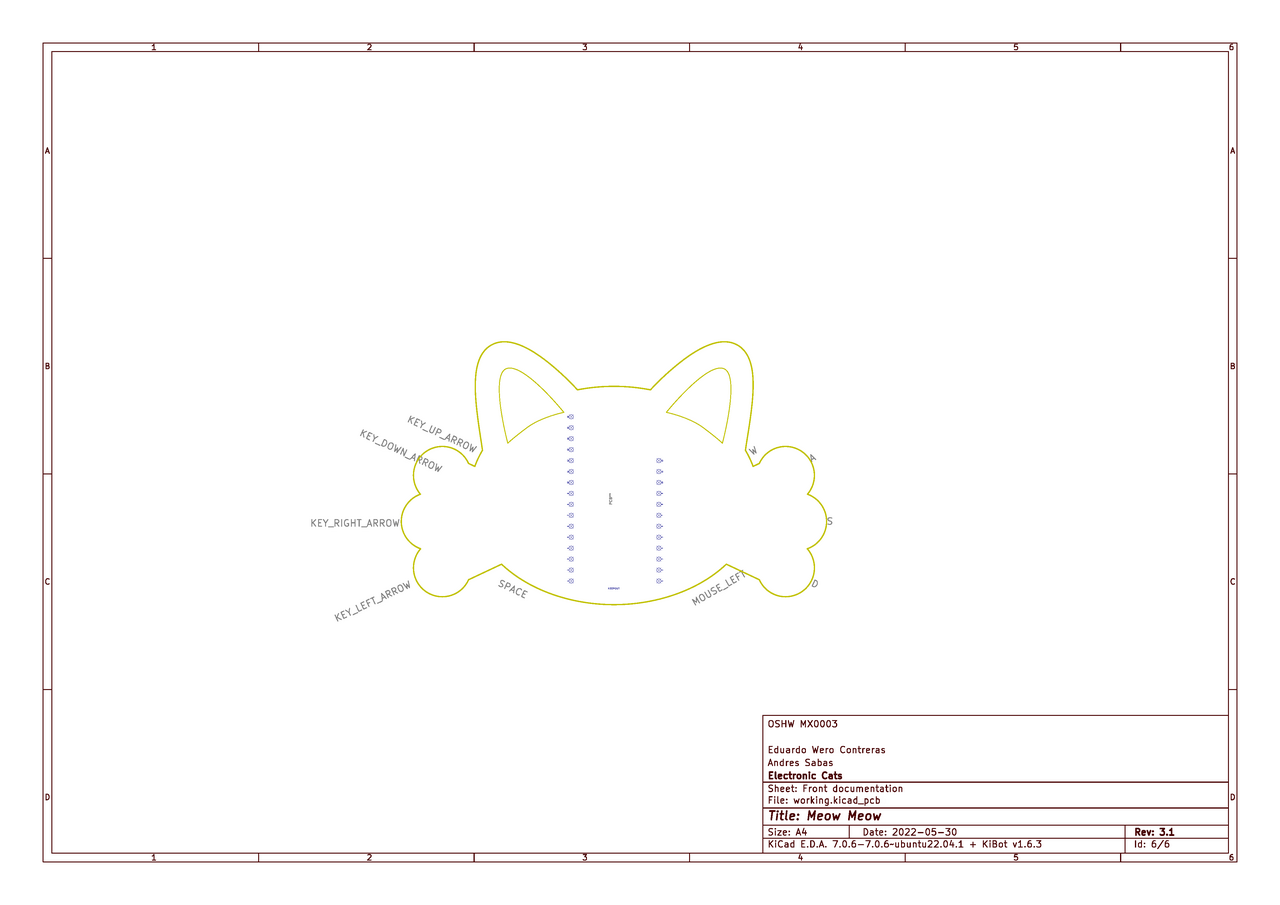 1 2 3 4 5 6
A A
B B
KEY_UP_ARROW
KEY_DOWN_ARROW
W
A
KEY_RIGHT_ARROW
S
C C
KEY_LEFT_ARROW
SPACE
MOUSE_LEFT
D
OSHW MX0003
Eduardo Wero Contreras
Andres Sabas
Electronic Cats
Sheet: Front documentation
File: working.kicad_pcb
D D
Title: Meow Meow
Size: A4 Date: 2022-05-30 Rev: 3.1
KiCad E.D.A. 7.0.6-7.0.6~ubuntu22.04.1 + KiBot v1.6.3 Id: 6/6
1 2 3 4 5 6